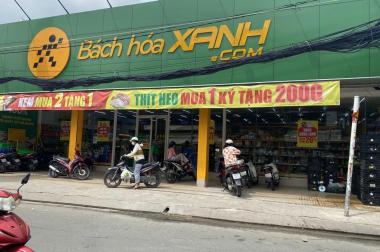 Bách hóa XANH
.COM
KEM MUA 2 TẶNG 1
THỊT HEO MUA 1 KÝ TẶNG 200G